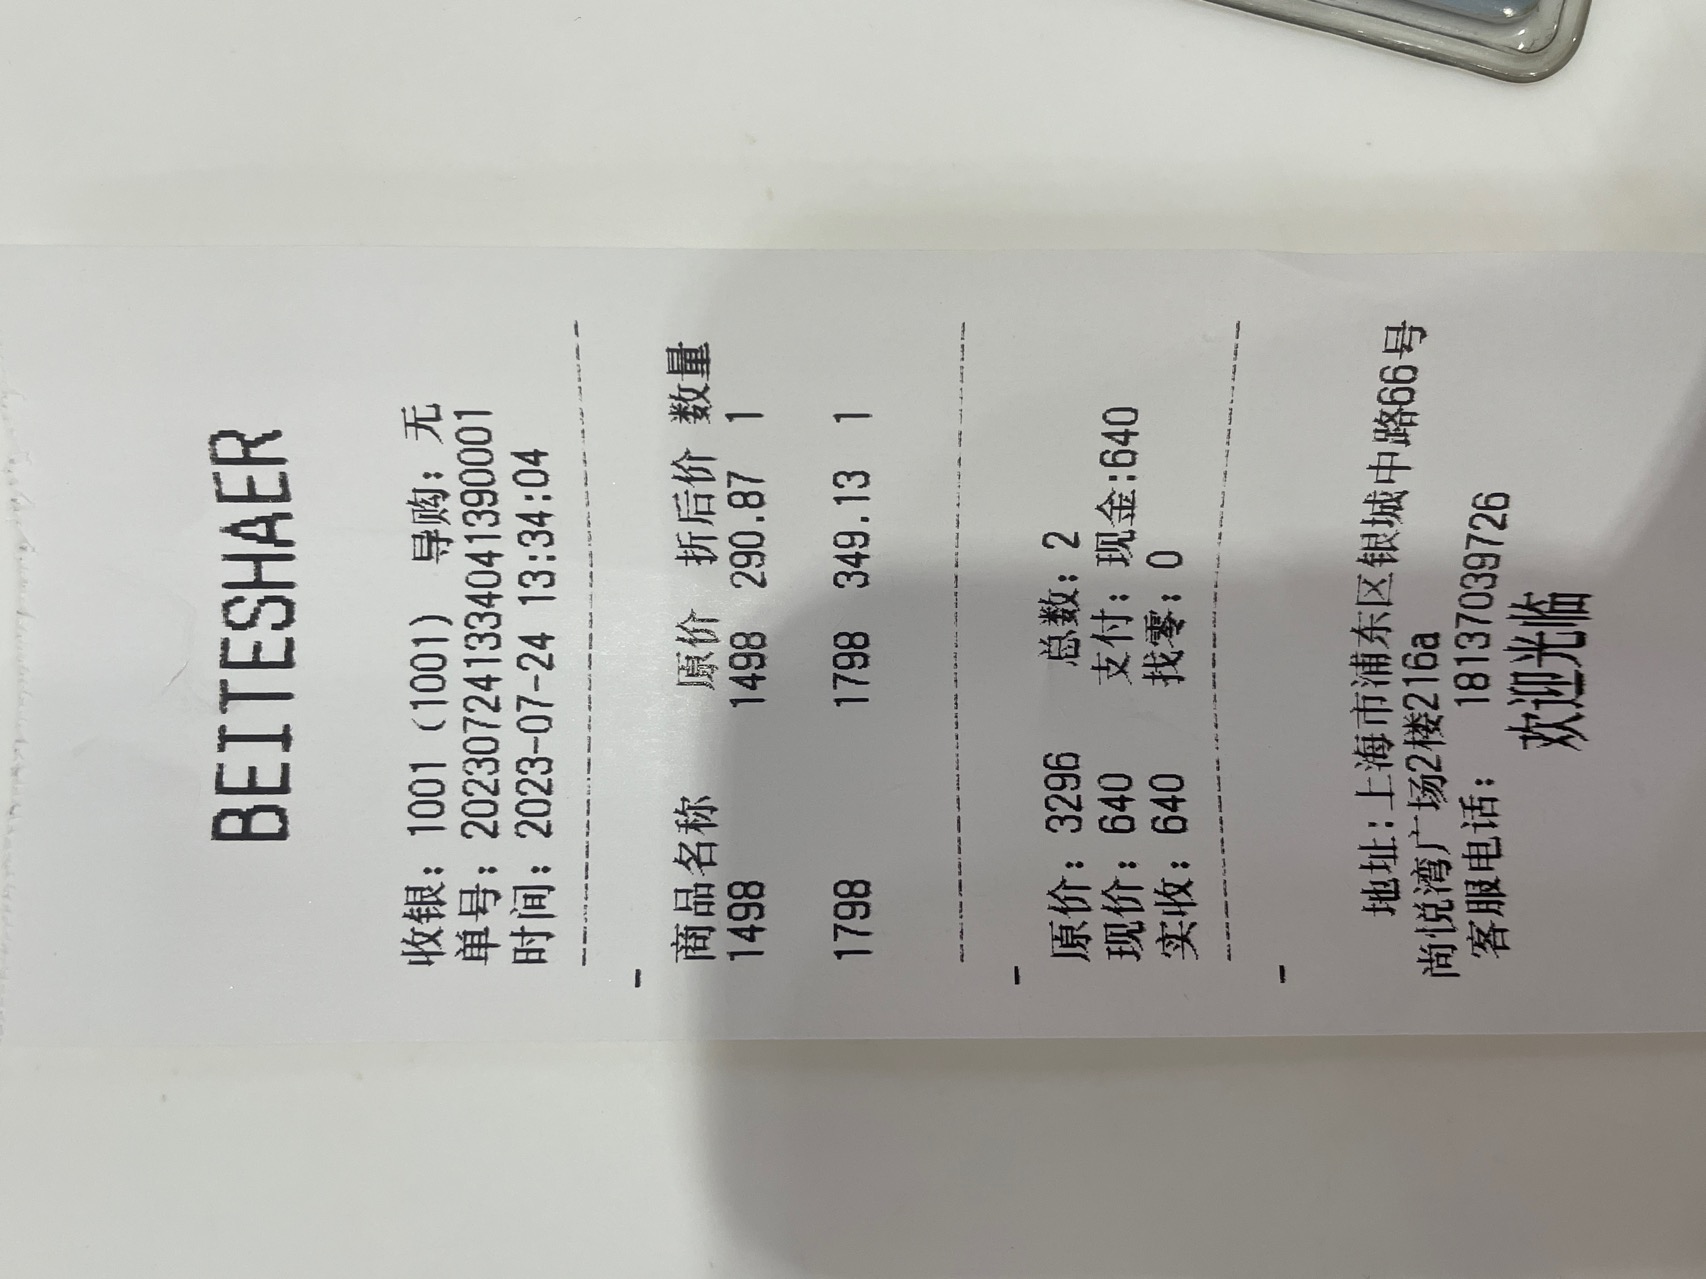 BEITESHAER
收银：1001（1001） 导购：无
单号：202307241334041390001
时间：2023-07-24 13:34:04
--------------------------------
-
商品名称 原价 折后价 数量
1498 1498 290.87 1
1798 1798 349.13 1
--------------------------------
-
原价：3296 总数：2
现价：640 支付：现金:640
实收：640 找零：0
--------------------------------
-
地址:上海市浦东区银城中路66号
尚悦湾广场2楼216a
客服电话： 18137039726
欢迎光临